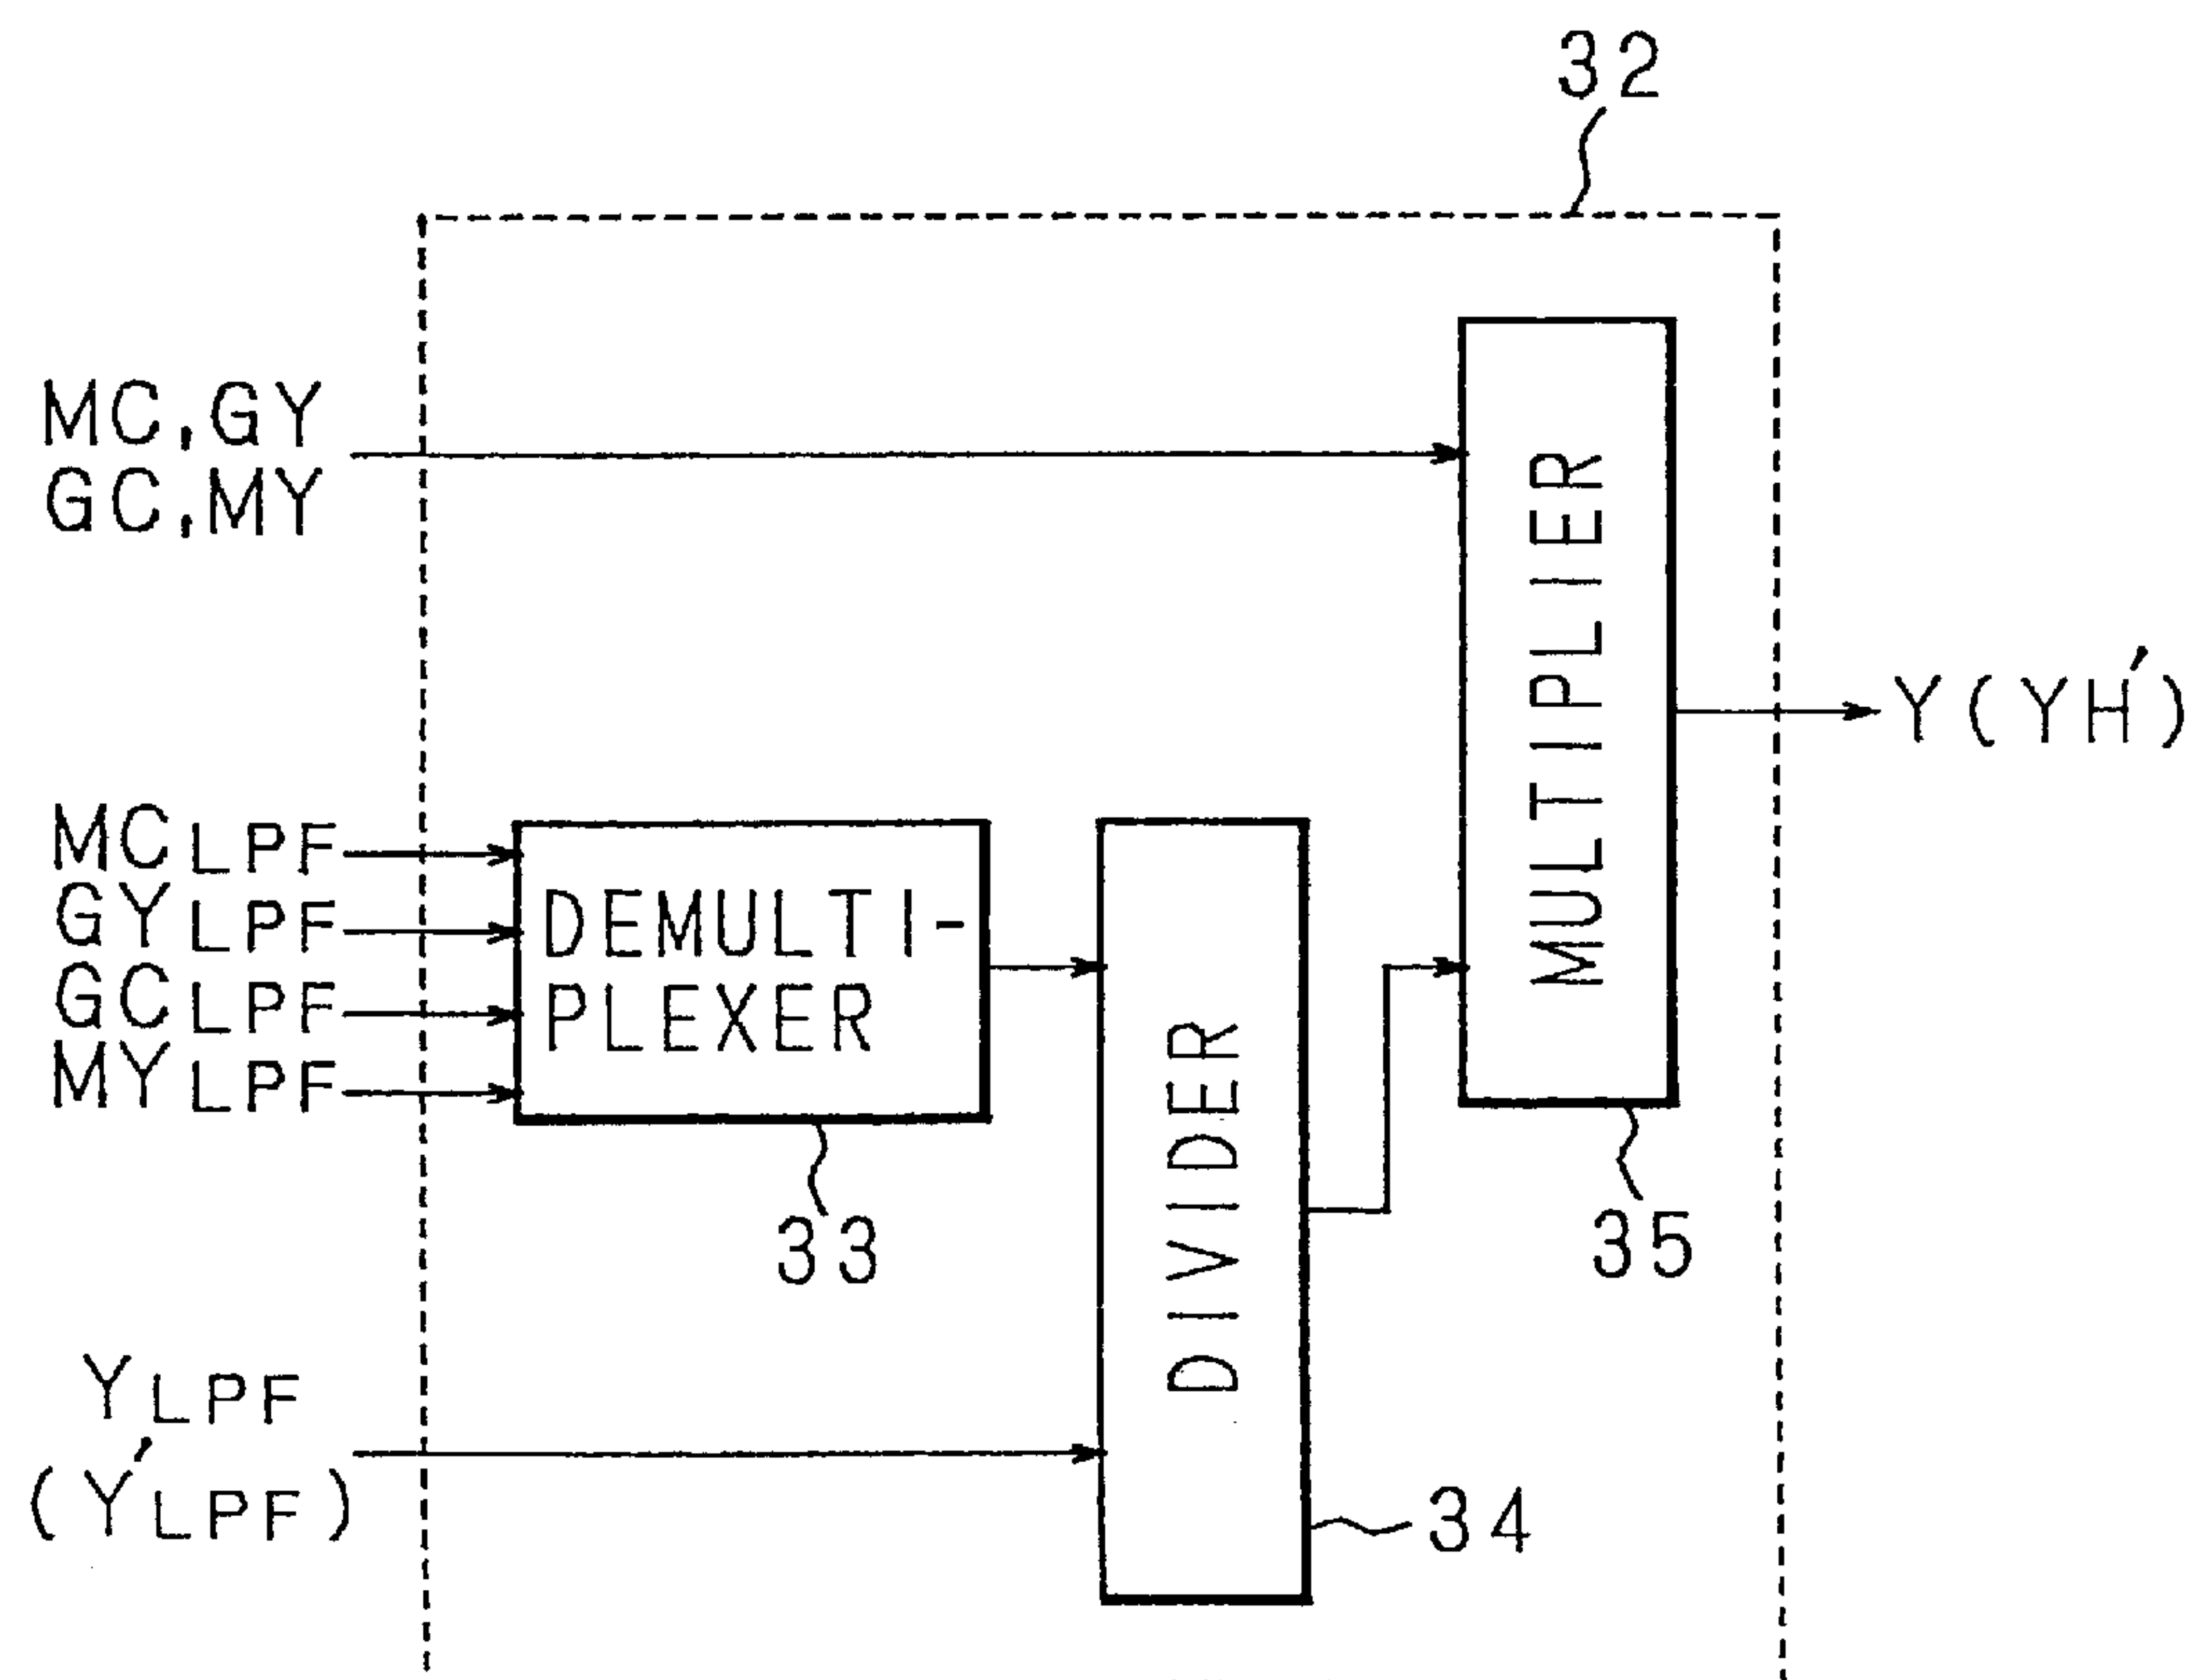 32
MC,GY
GC,MY
MULTIPLIER
Y(YH')
MCLPF
GYLPF
GCLPF
MYLPF
DEMULTI-
PLEXER
DIVIDER
33
35
YLPF
(Y'LPF)
34